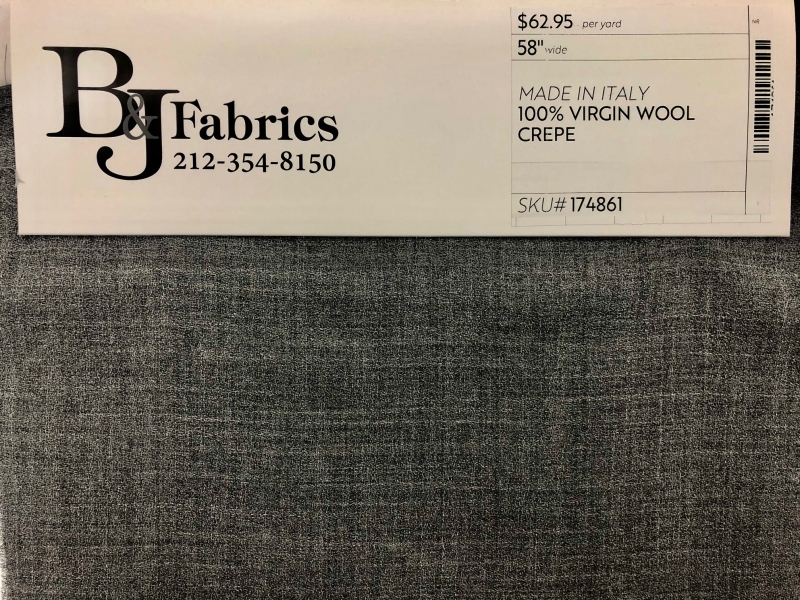 B&J Fabrics
212-354-8150
$62.95 per yard
58" wide
MADE IN ITALY
100% VIRGIN WOOL
CREPE
SKU# 174861